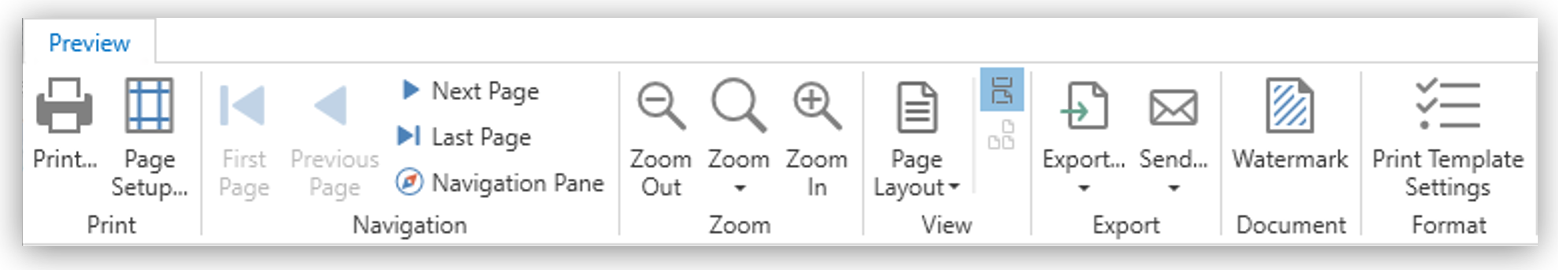 Preview
Print...
Page
Setup...
Print
First
Page
Previous
Page
Next Page
Last Page
Navigation Pane
Navigation
Zoom
Out
Zoom
Zoom
In
Zoom
Page
Layout
View
Export...
Send...
Export
Watermark
Document
Print Template
Settings
Format